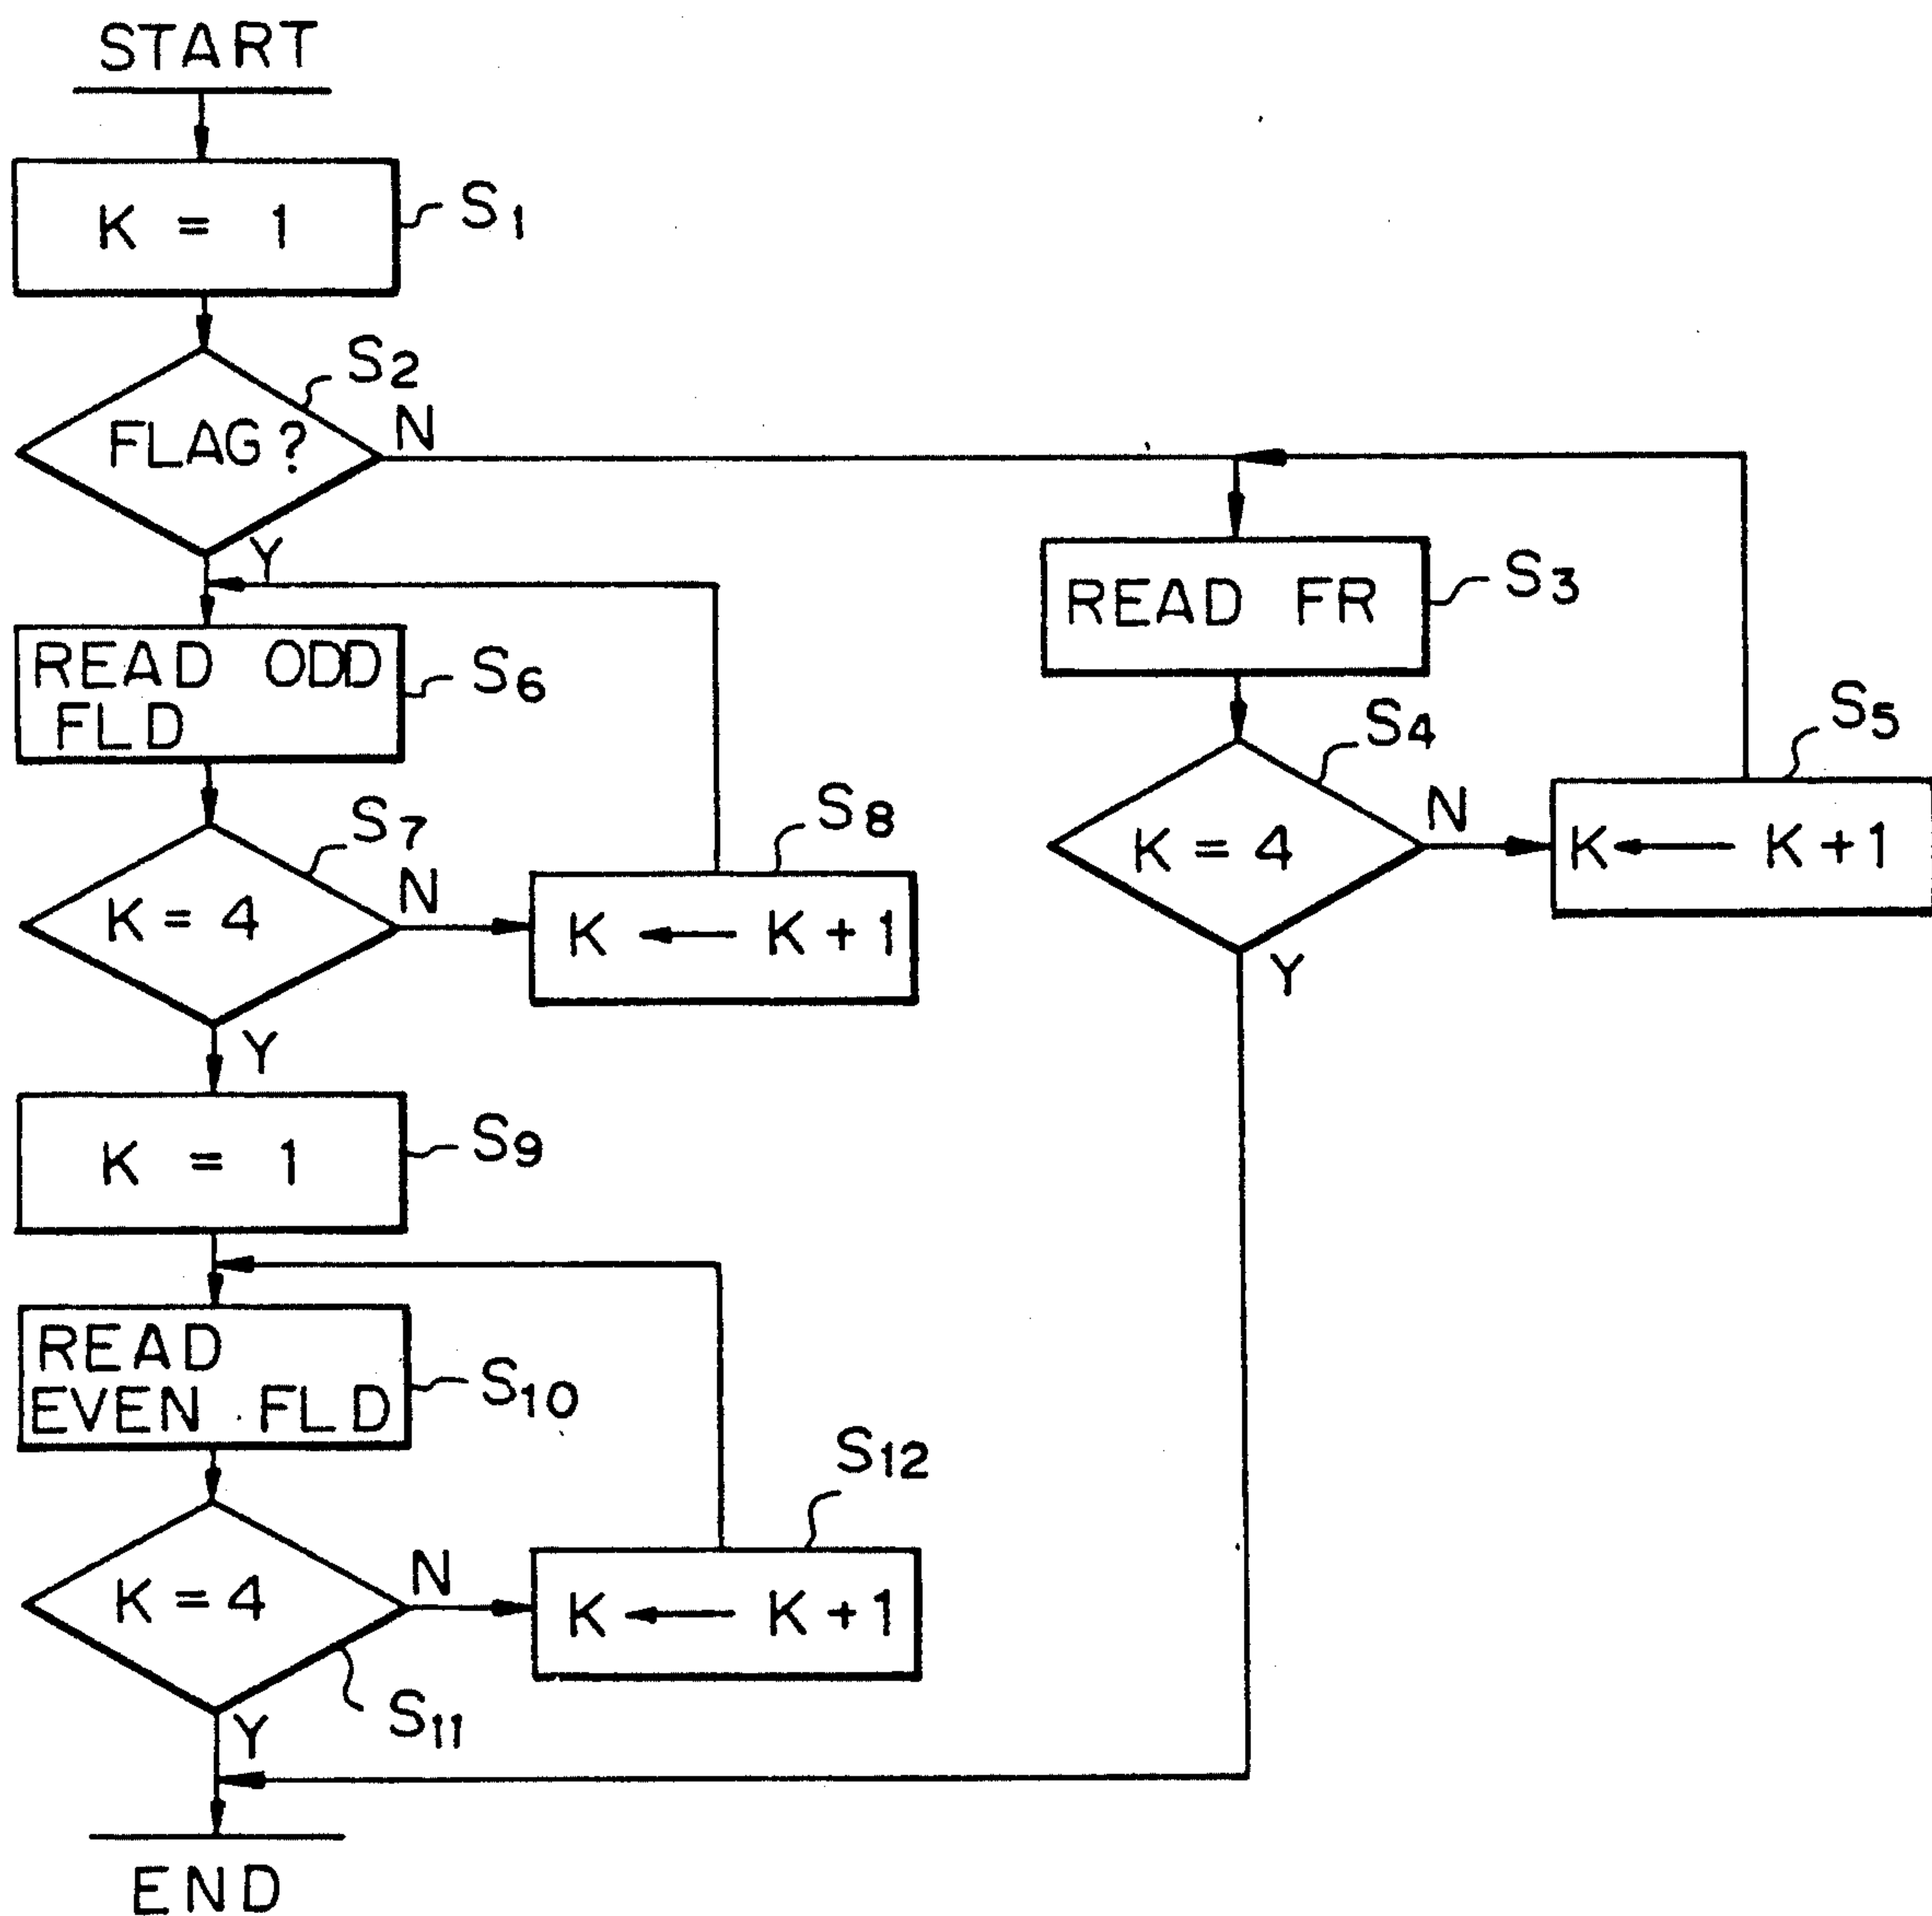 START
K = 1
S1
S2
FLAG?
N
Y
READ ODD
FLD
S6
READ FR
S3
S7
K = 4
N
S8
K ← K+1
S4
K = 4
N
S5
K ← K+1
Y
Y
K = 1
S9
READ
EVEN FLD
S10
S12
K = 4
N
K ← K+1
S11
Y
END